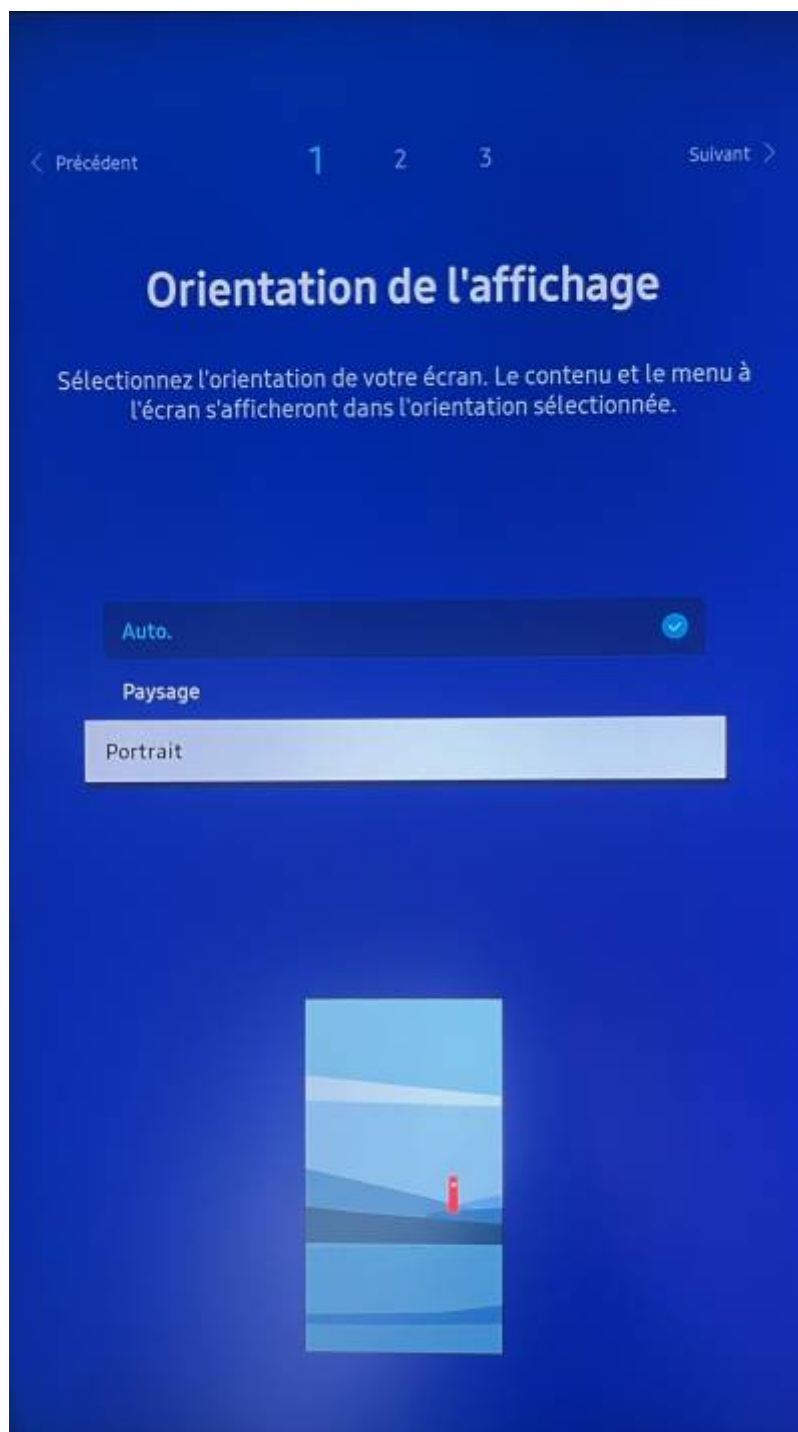 < Précédent 1 2 3 Suivant >
Orientation de l'affichage
Sélectionnez l'orientation de votre écran. Le contenu et le menu à
l'écran s'afficheront dans l'orientation sélectionnée.
Auto.
Paysage
Portrait